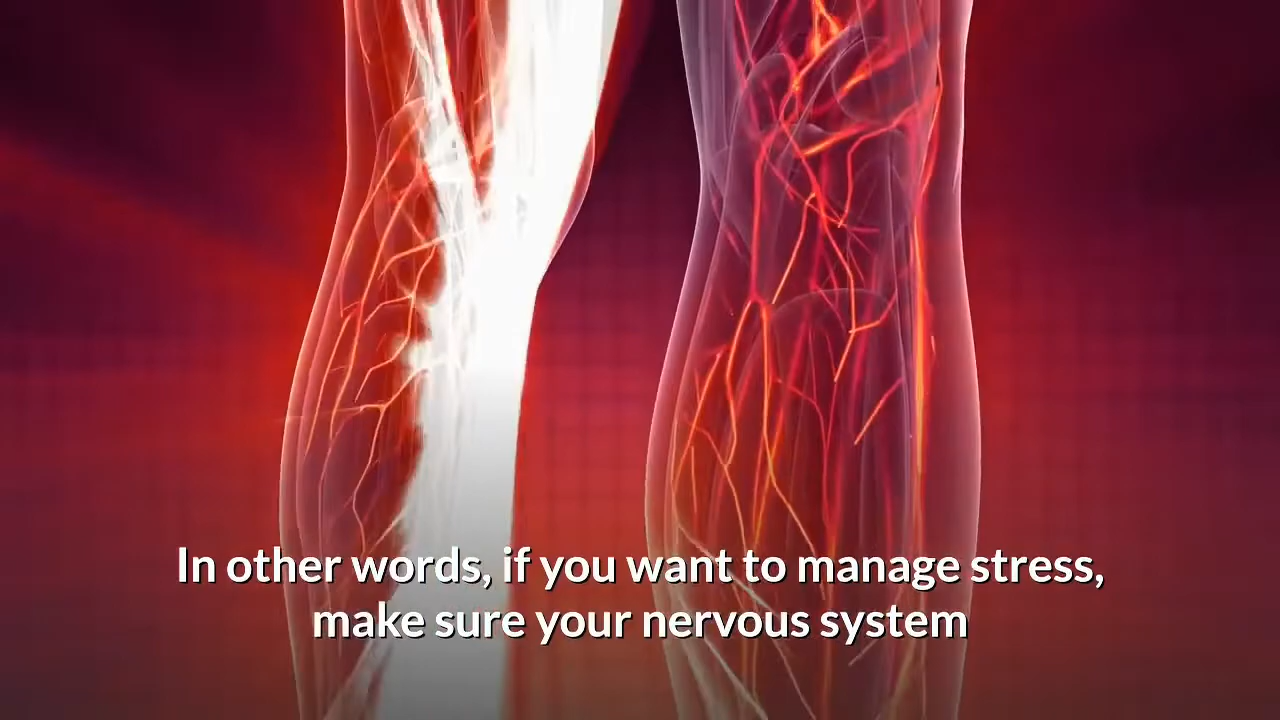 In other words, if you want to manage stress,
make sure your nervous system